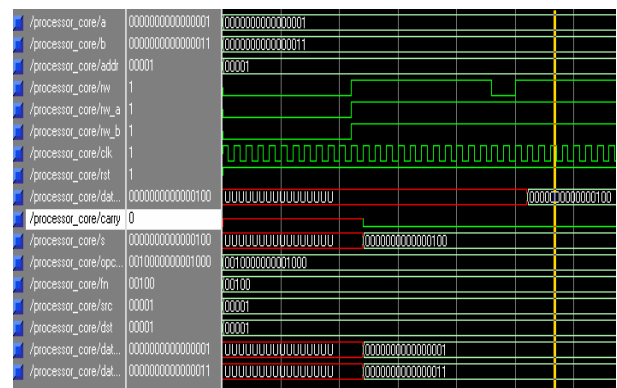 /processor_core/a 0000000000000001 0000000000000001
/processor_core/b 0000000000000011 0000000000000011
/processor_core/addr 00001 00001
/processor_core/rw 1
/processor_core/rw_a 1
/processor_core/rw_b 1
/processor_core/clk 1
/processor_core/rst 1
/processor_core/dat... 0000000000000100 UUUUUUUUUUUUUUUU 0000000000000100
/processor_core/carry 0
/processor_core/s 0000000000000100 UUUUUUUUUUUUUUUU 0000000000000100
/processor_core/opc... 0010000000001000 0010000000001000
/processor_core/fn 00100 00100
/processor_core/src 00001 00001
/processor_core/dst 00001 00001
/processor_core/dat... 0000000000000001 UUUUUUUUUUUUUUUU 0000000000000001
/processor_core/dat... 0000000000000011 UUUUUUUUUUUUUUUU 0000000000000011